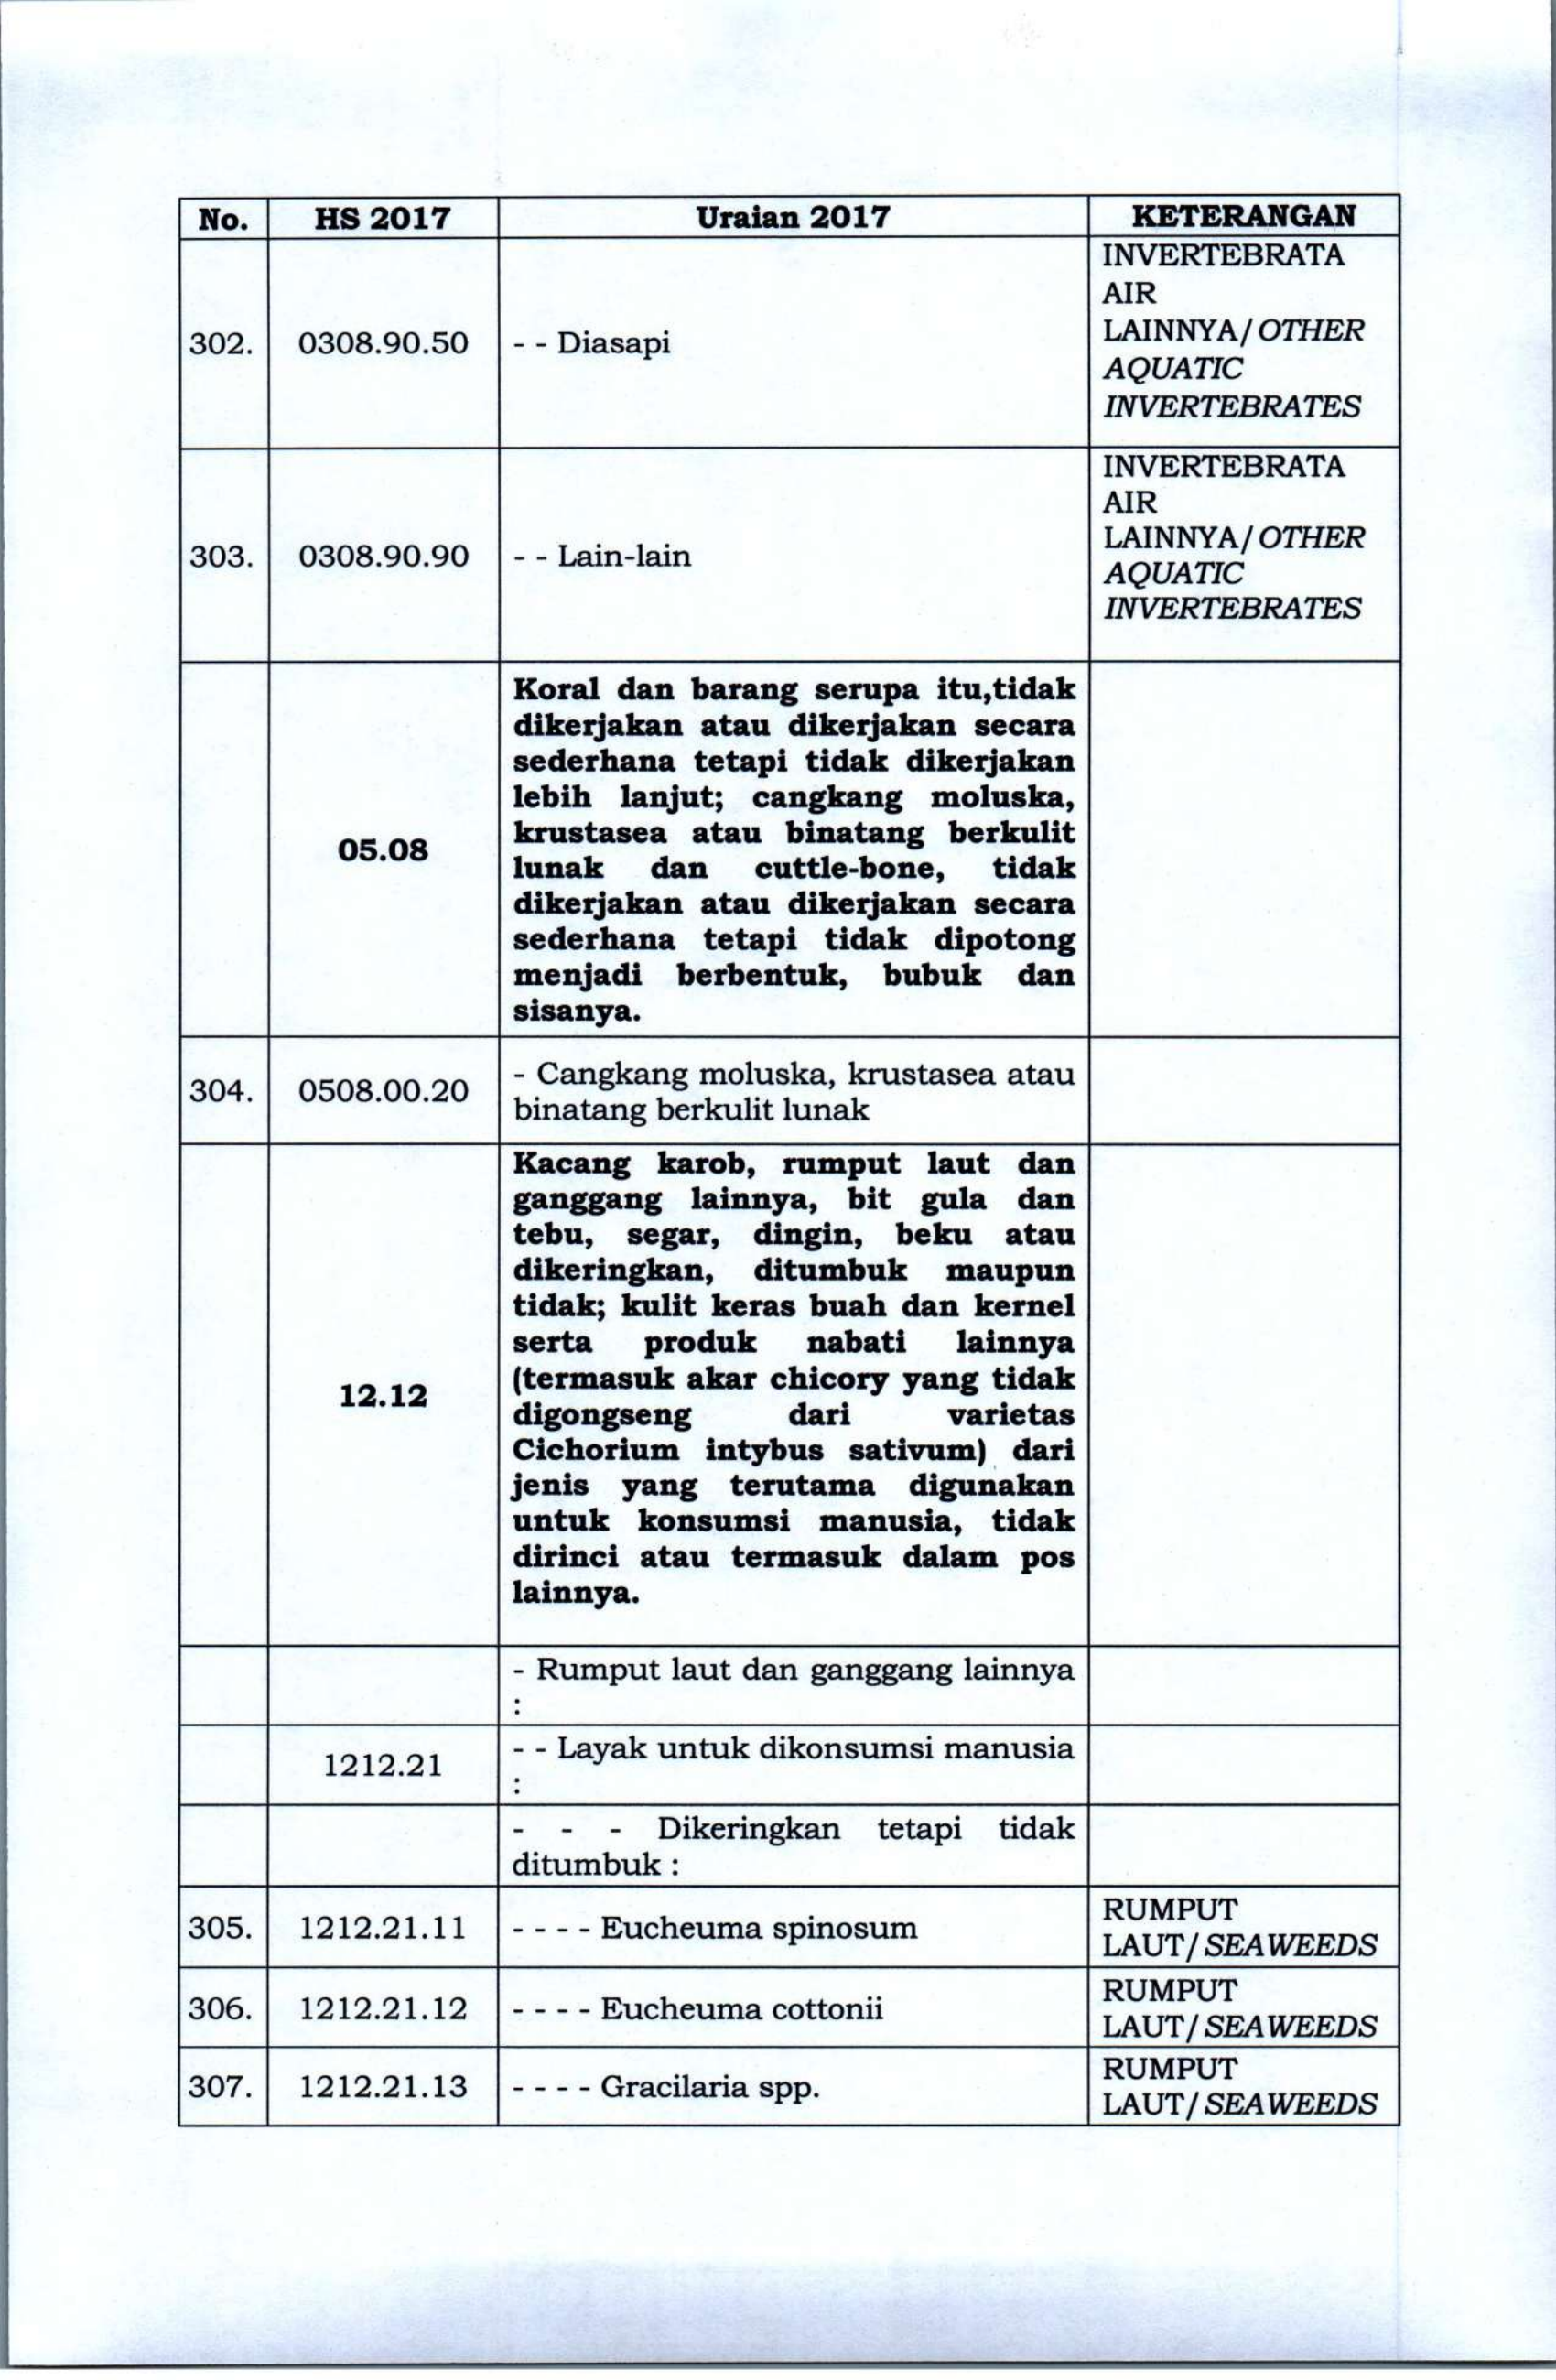 No. HS 2017 Uraian 2017 KETERANGAN
302. 0308.90.50 - - Diasapi
INVERTEBRATA
AIR
LAINNYA/OTHER
AQUATIC
INVERTEBRATES
303. 0308.90.90 - - Lain-lain
INVERTEBRATA
AIR
LAINNYA/OTHER
AQUATIC
INVERTEBRATES
05.08
Koral dan barang serupa itu,tidak
dikerjakan atau dikerjakan secara
sederhana tetapi tidak dikerjakan
lebih lanjut; cangkang moluska,
krustasea atau binatang berkulit
lunak dan cuttle-bone, tidak
dikerjakan atau dikerjakan secara
sederhana tetapi tidak dipotong
menjadi berbentuk, bubuk dan
sisanya.
304. 0508.00.20
- Cangkang moluska, krustasea atau
binatang berkulit lunak
12.12
Kacang karob, rumput laut dan
ganggang lainnya, bit gula dan
tebu, segar, dingin, beku atau
dikeringkan, ditumbuk maupun
tidak; kulit keras buah dan kernel
serta produk nabati lainnya
(termasuk akar chicory yang tidak
digongseng dari varietas
Cichorium intybus sativum) dari
jenis yang terutama digunakan
untuk konsumsi manusia, tidak
dirinci atau termasuk dalam pos
lainnya.
- Rumput laut dan ganggang lainnya
:
1212.21
- - Layak untuk dikonsumsi manusia
:
- - - Dikeringkan tetapi tidak
ditumbuk :
305. 1212.21.11 - - - - Eucheuma spinosum
RUMPUT
LAUT/SEAWEEDS
306. 1212.21.12 - - - - Eucheuma cottonii
RUMPUT
LAUT/SEAWEEDS
307. 1212.21.13 - - - - Gracilaria spp.
RUMPUT
LAUT/SEAWEEDS